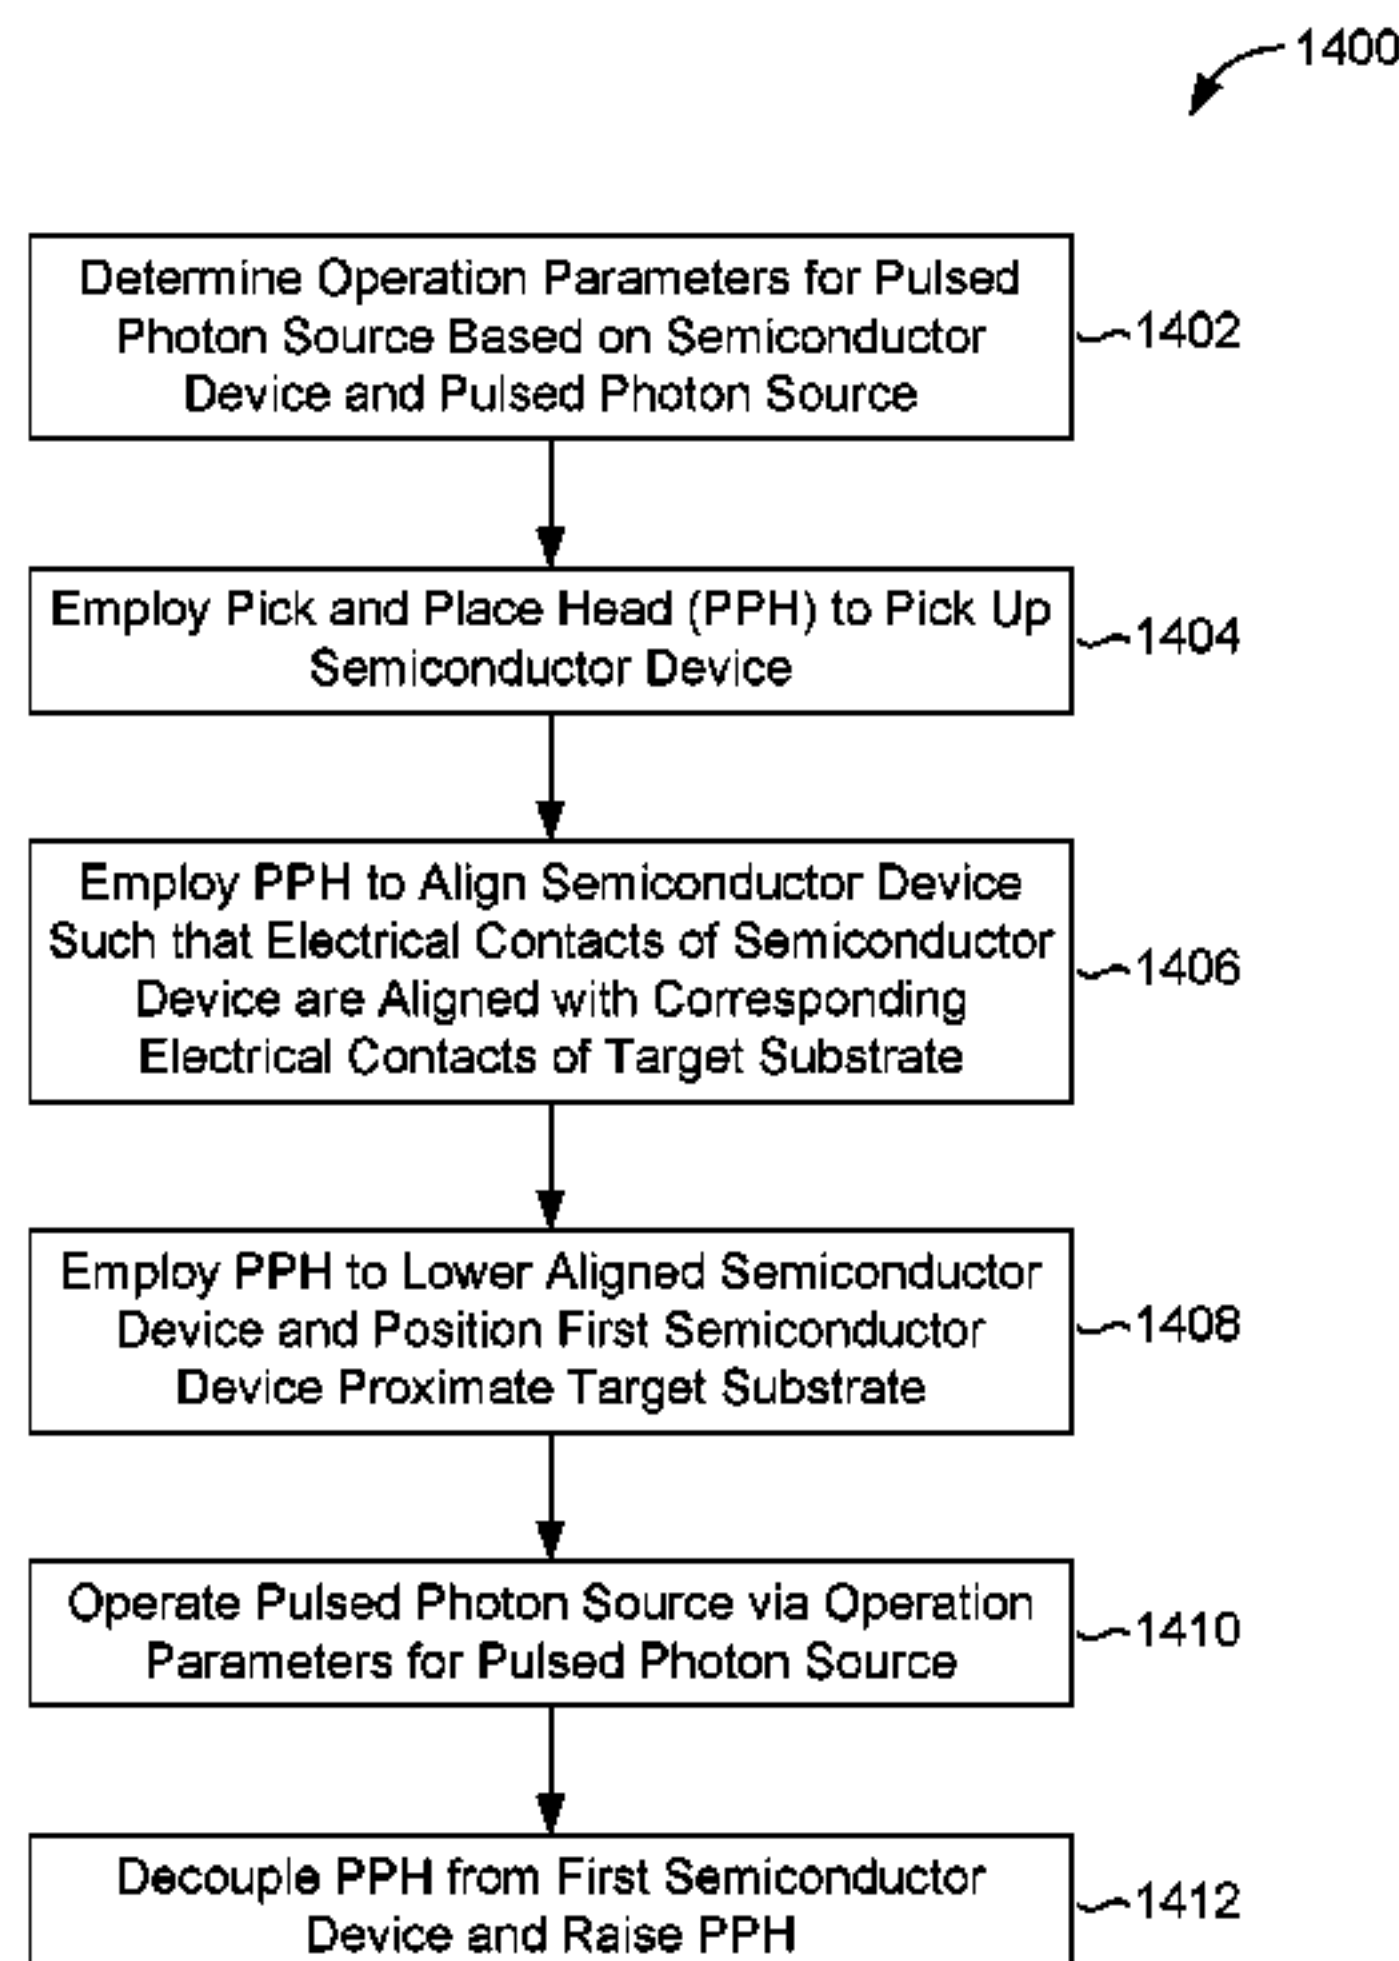 1400
Determine Operation Parameters for Pulsed
Photon Source Based on Semiconductor
Device and Pulsed Photon Source
1402
Employ Pick and Place Head (PPH) to Pick Up
Semiconductor Device
1404
Employ PPH to Align Semiconductor Device
Such that Electrical Contacts of Semiconductor
Device are Aligned with Corresponding
Electrical Contacts of Target Substrate
1406
Employ PPH to Lower Aligned Semiconductor
Device and Position First Semiconductor
Device Proximate Target Substrate
1408
Operate Pulsed Photon Source via Operation
Parameters for Pulsed Photon Source
1410
Decouple PPH from First Semiconductor
Device and Raise PPH
1412